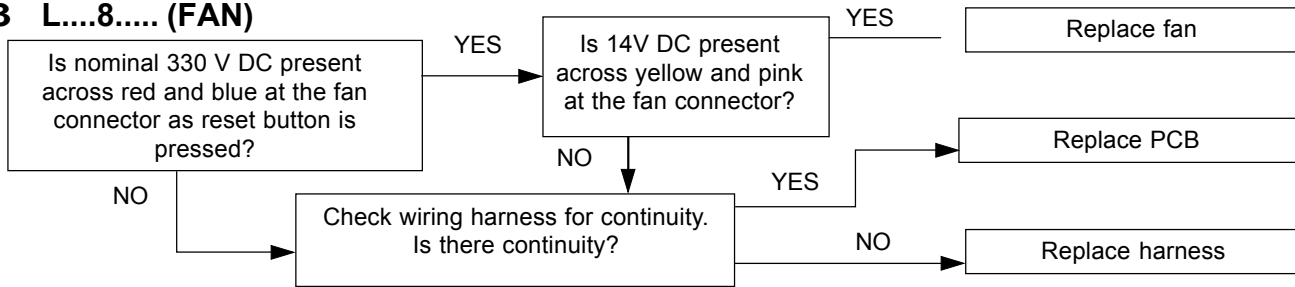 L....8..... (FAN)
Is nominal 330 V DC present
across red and blue at the fan
connector as reset button is
pressed?
YES
Is 14V DC present
across yellow and pink
at the fan connector?
YES
Replace fan
NO
NO
Check wiring harness for continuity.
Is there continuity?
YES
Replace PCB
NO
Replace harness